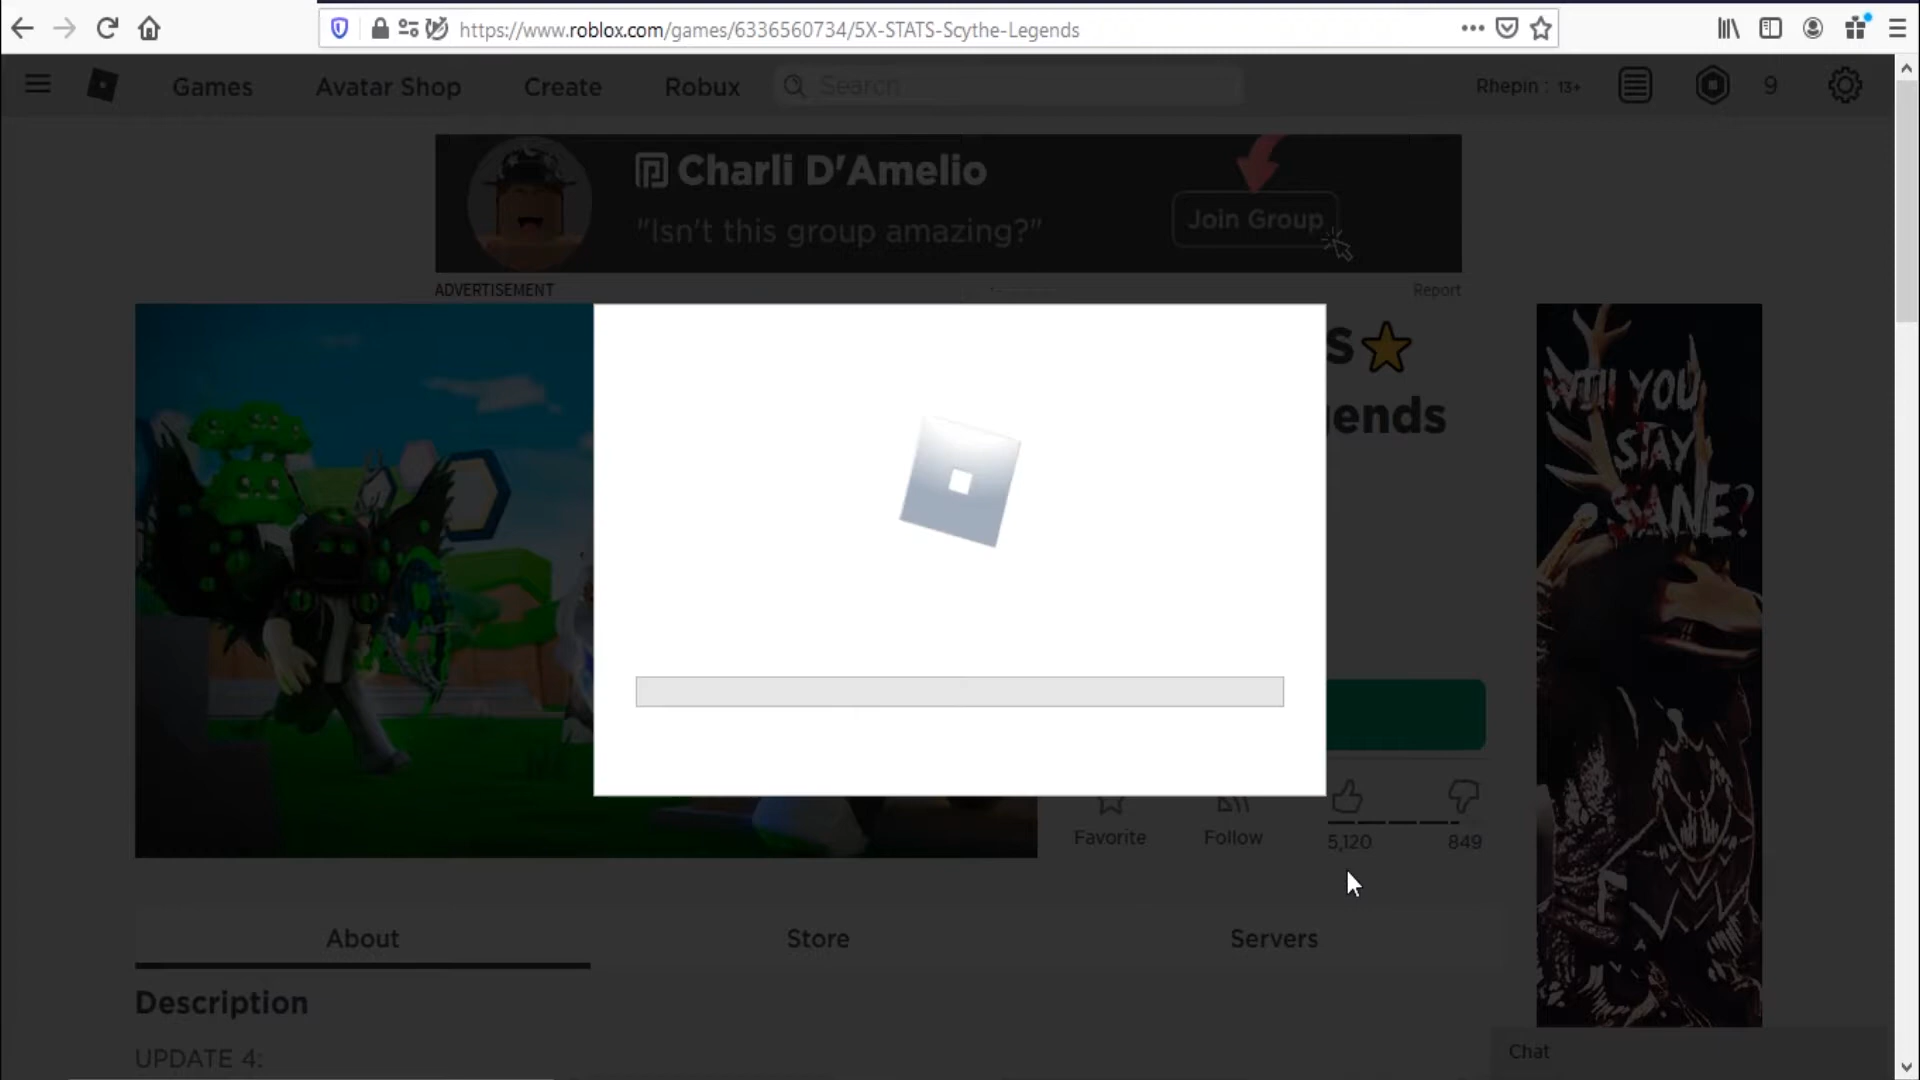 https://www.roblox.com/games/6336560734/5X-STATS-Scythe-Legends
Games
Avatar Shop
Create
Robux
Search
Rhepin : 13+
9
Charli D'Amelio
"Isn't this group amazing?"
Join Group
ADVERTISEMENT
Report
S
ends
WILL YOU
STAY
SANE?
Favorite
Follow
5,120
849
About
Store
Servers
Description
UPDATE 4:
Chat